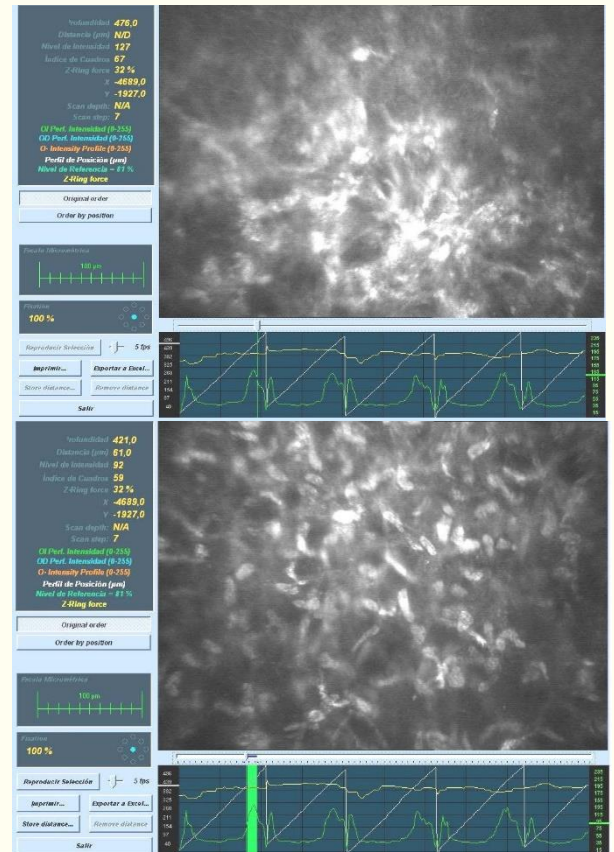 Profundidad 476,0
Distancia (µm) N/D
Nivel de Intensidad 127
Índice de Cuadros 67
Z-Ring force 32 %
X -4689,0
Y -1927,0
Scan depth: N/A
Scan step: 7
OI Perf. Intensidad (0-255)
OD Perf. Intensidad (0-255)
O- Intensity Profile (0-255)
Perfil de Posición (µm)
Nivel de Referencia = 81 %
Z-Ring force
Original order
Order by position
Escala Micrométrica
100 µm
Fixation
100 %
Reproducir Selección
5 fps
Imprimir...
Exportar a Excel...
Store distance...
Remove distance
Salir
Distancia (µm) 61,0
Nivel de Intensidad 92
Índice de Cuadros 59
Z-Ring force 32 %
X -4689,0
Y -1927,0
Scan depth: N/A
Scan step: 7
OI Perf. Intensidad (0-255)
OD Perf. Intensidad (0-255)
O- Intensity Profile (0-255)
Perfil de Posición (µm)
Nivel de Referencia = 81 %
Z-Ring force
Original order
Order by position
Escala Micrométrica
100 µm
Fixation
100 %
Reproducir Selección
5 fps
Imprimir...
Exportar a Excel...
Store distance...
Remove distance
Salir